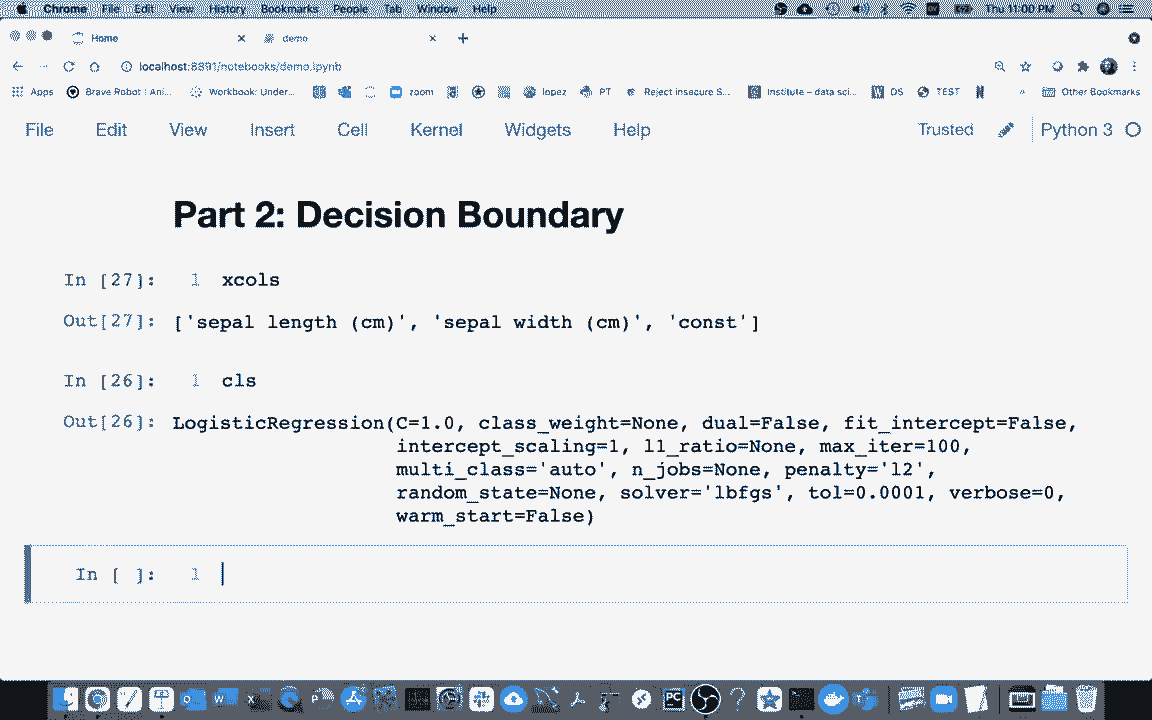 Chrome File Edit View History Bookmarks People Tab Window Help Thu 11:00 PM
Home demo
localhost:8891/notebooks/demo.ipynb
Apps Brave Robot : Ani... Workbook: Under... zoom lopez PT Reject insecure S... Institute – data sci... DS TEST » Other Bookmarks
File Edit View Insert Cell Kernel Widgets Help Trusted Python 3
Part 2: Decision Boundary
In [27]: 1 xcols
Out[27]: ['sepal length (cm)', 'sepal width (cm)', 'const']
In [26]: 1 cls
Out[26]: LogisticRegression(C=1.0, class_weight=None, dual=False, fit_intercept=False,
intercept_scaling=1, l1_ratio=None, max_iter=100,
multi_class='auto', n_jobs=None, penalty='l2',
random_state=None, solver='lbfgs', tol=0.0001, verbose=0,
warm_start=False)
In [ ]: 1